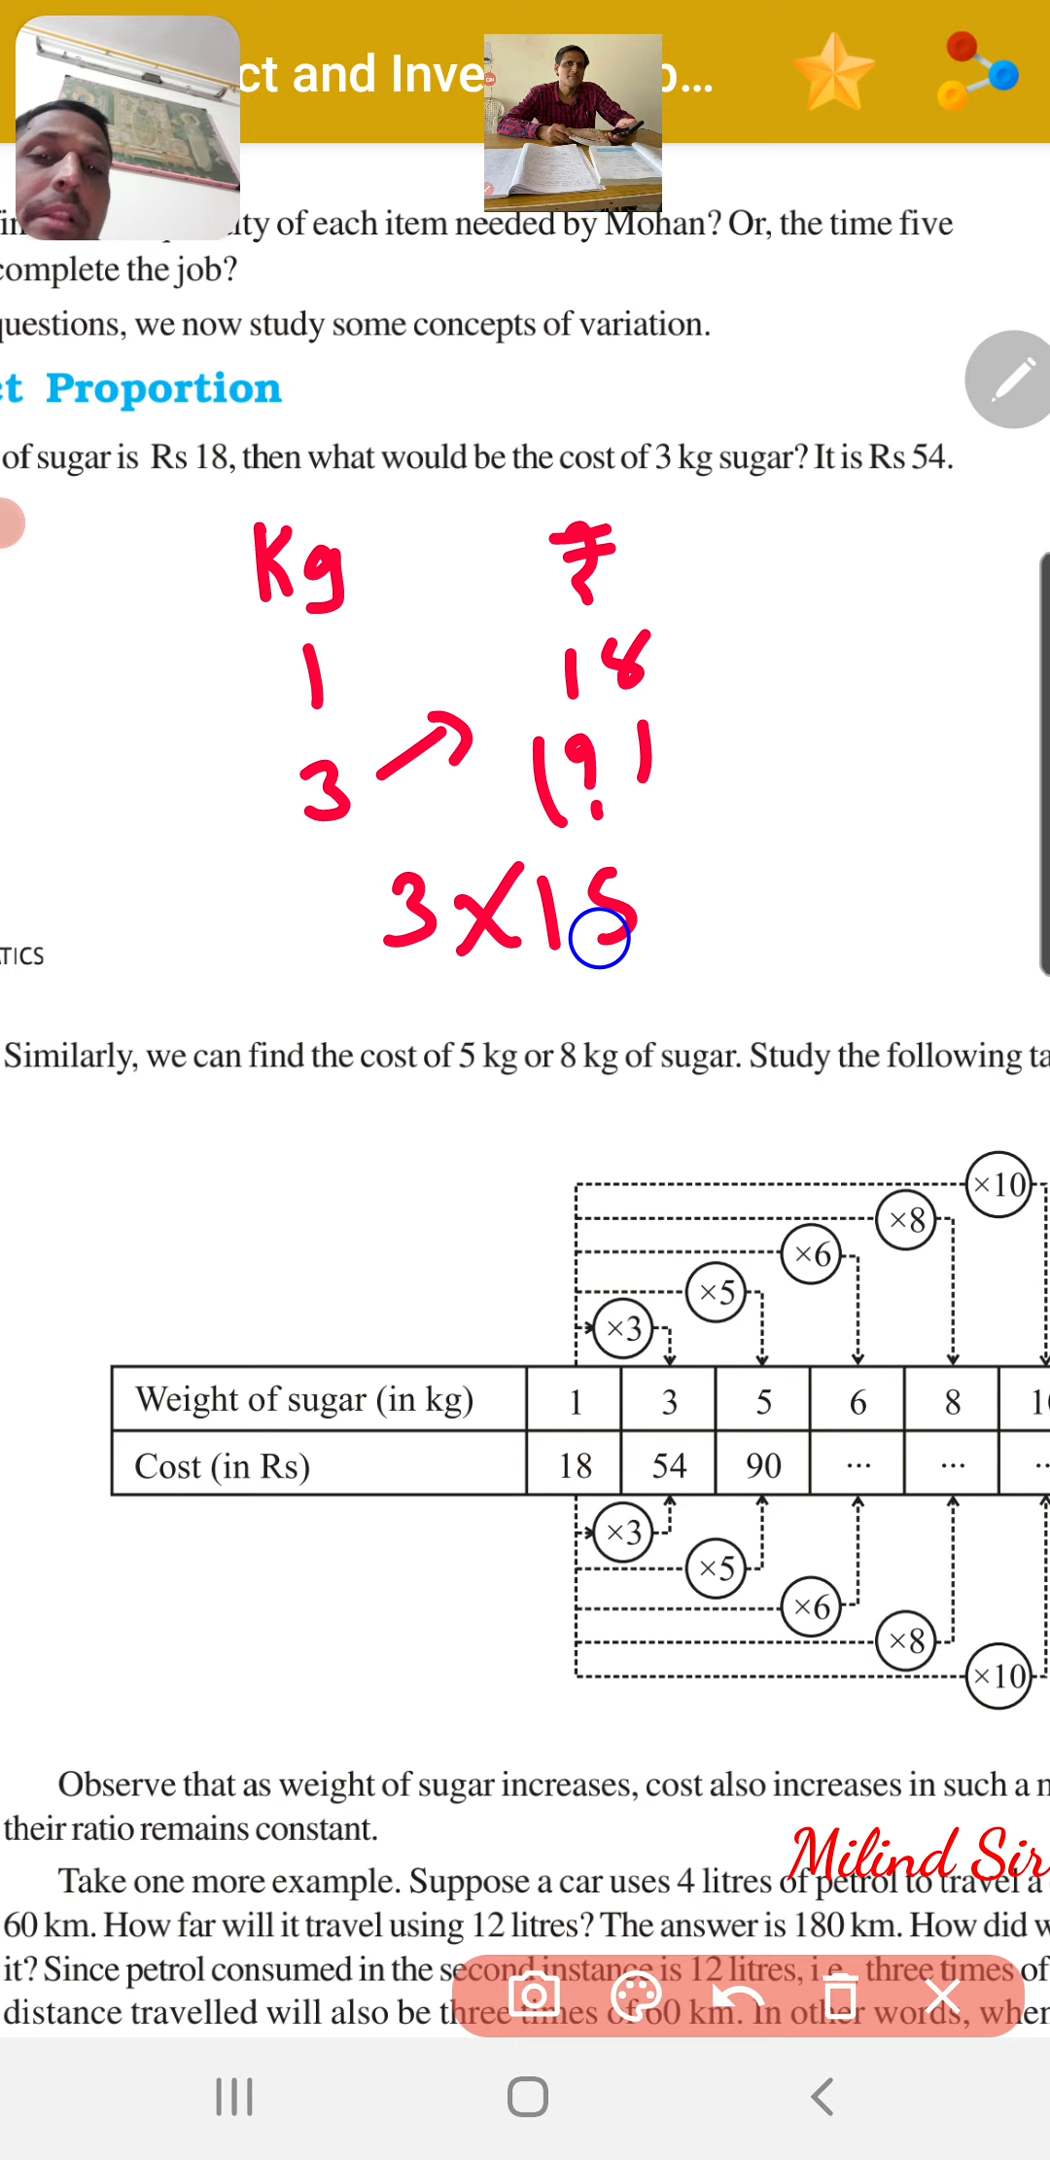 ct and Inve
...
ity of each item needed by Mohan? Or, the time five
complete the job?
questions, we now study some concepts of variation.
ct Proportion
of sugar is Rs 18, then what would be the cost of 3 kg sugar? It is Rs 54.
Kg ₹
1 18
3 (?)
3×1
TICS
Similarly, we can find the cost of 5 kg or 8 kg of sugar. Study the following ta
×10
×8
×6
×5
×3
Weight of sugar (in kg) 1 3 5 6 8 1
Cost (in Rs) 18 54 90 ... ... ..
×3
×5
×6
×8
×10
Observe that as weight of sugar increases, cost also increases in such a
their ratio remains constant.
Milind Sir
Take one more example. Suppose a car uses 4 litres of petrol to travel a
60 km. How far will it travel using 12 litres? The answer is 180 km. How did w
it? Since petrol consumed in the second instance is 12 litres, i.e., three times of
distance travelled will also be three times of 60 km. In other words, when